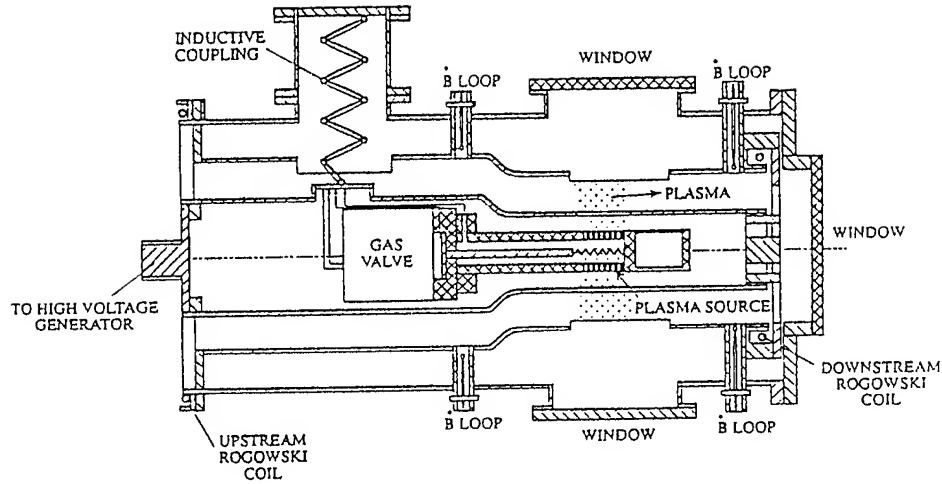 INDUCTIVE
COUPLING
Ḃ LOOP
WINDOW
Ḃ LOOP
PLASMA
GAS
VALVE
WINDOW
TO HIGH VOLTAGE
GENERATOR
PLASMA SOURCE
DOWNSTREAM
ROGOWSKI
COIL
UPSTREAM
ROGOWSKI
COIL
Ḃ LOOP
WINDOW
Ḃ LOOP